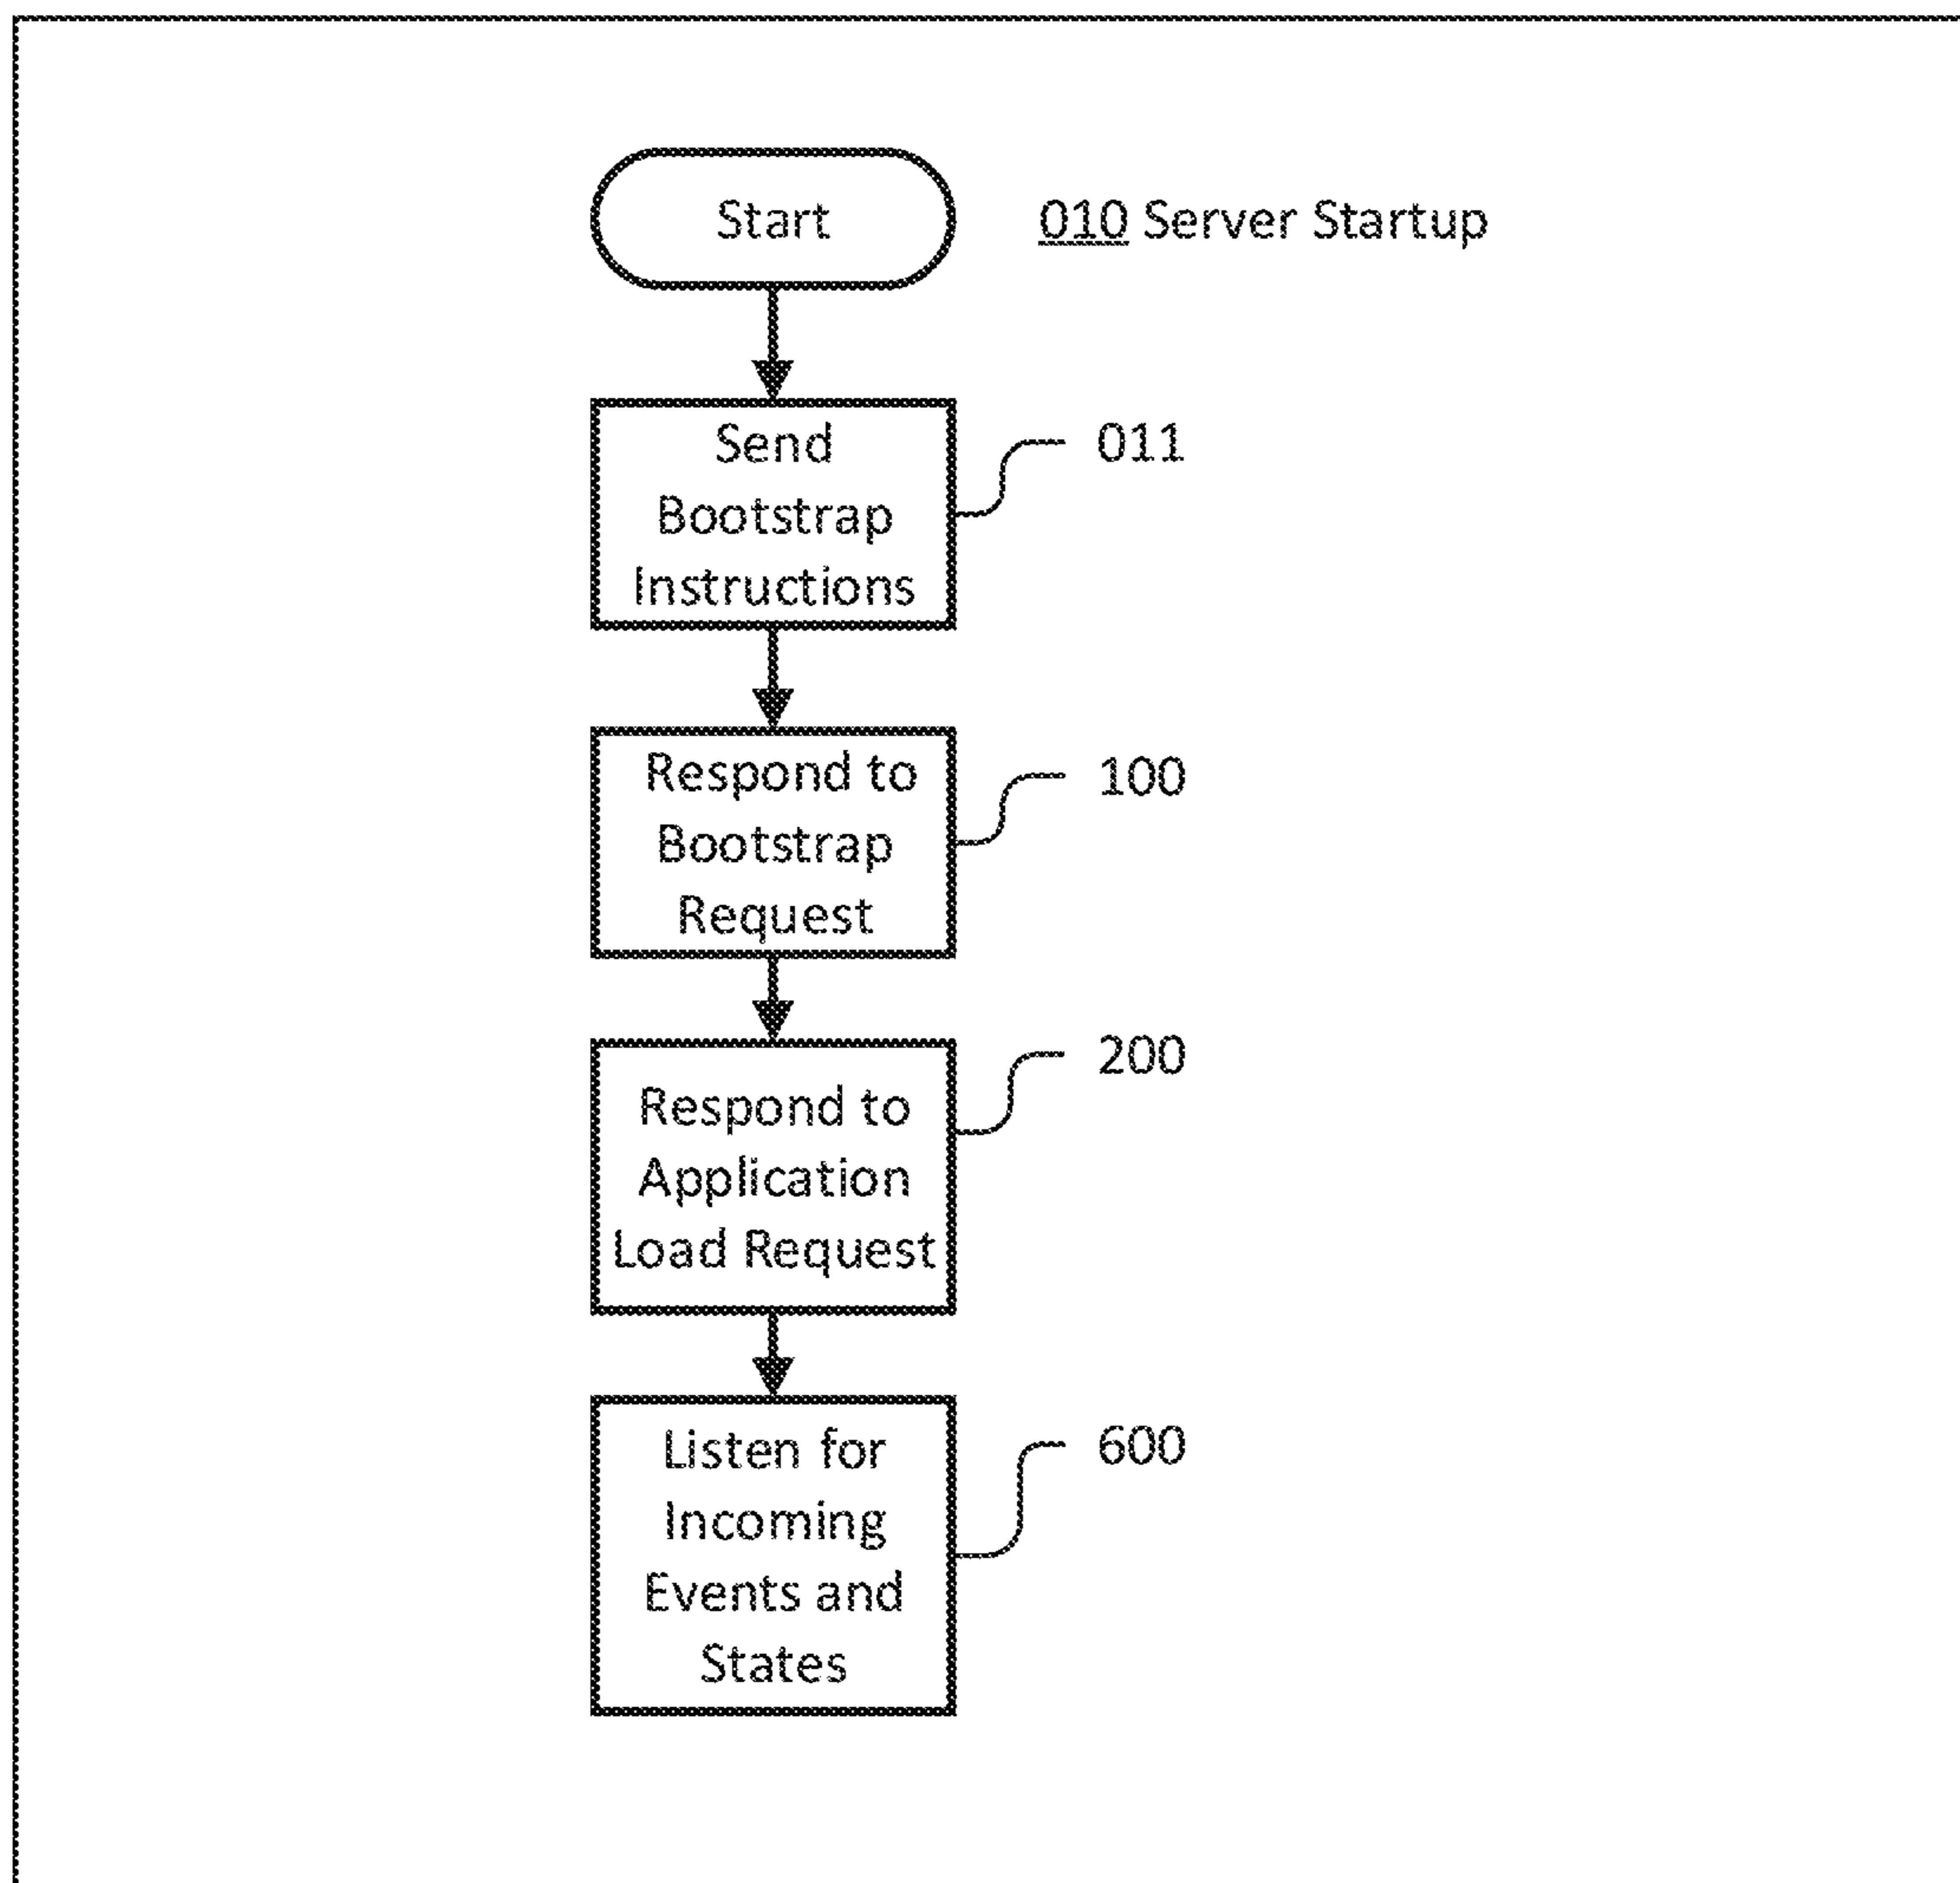 Start
010 Server Startup
Send
Bootstrap
Instructions
011
Respond to
Bootstrap
Request
100
Respond to
Application
Load Request
200
Listen for
Incoming
Events and
States
600